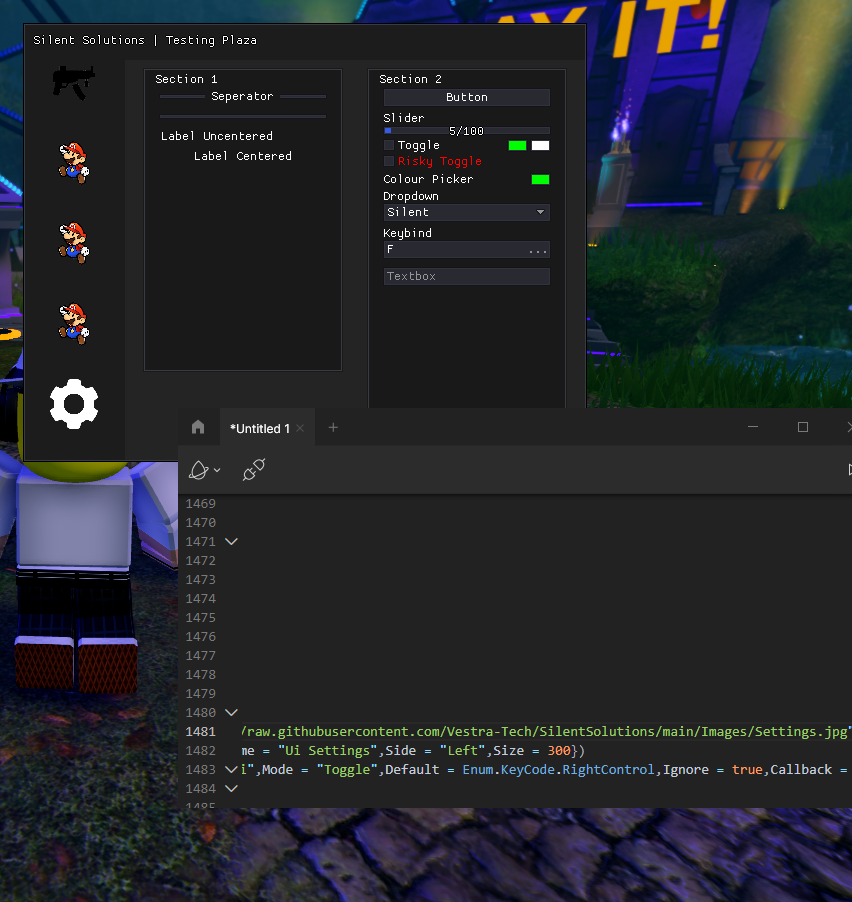 AY IT!
Silent Solutions | Testing Plaza
Section 1
Seperator
Label Uncentered
Label Centered
Section 2
Button
Slider
5/100
Toggle
Risky Toggle
Colour Picker
Dropdown
Silent
Keybind
F
...
Textbox
*Untitled 1
1469
1470
1471
1472
1473
1474
1475
1476
1477
1478
1479
1480
1481 /raw.githubusercontent.com/Vestra-Tech/SilentSolutions/main/Images/Settings.jpg"
1482 me = "Ui Settings",Side = "Left",Size = 300})
1483 i",Mode = "Toggle",Default = Enum.KeyCode.RightControl,Ignore = true,Callback =
1484
1485